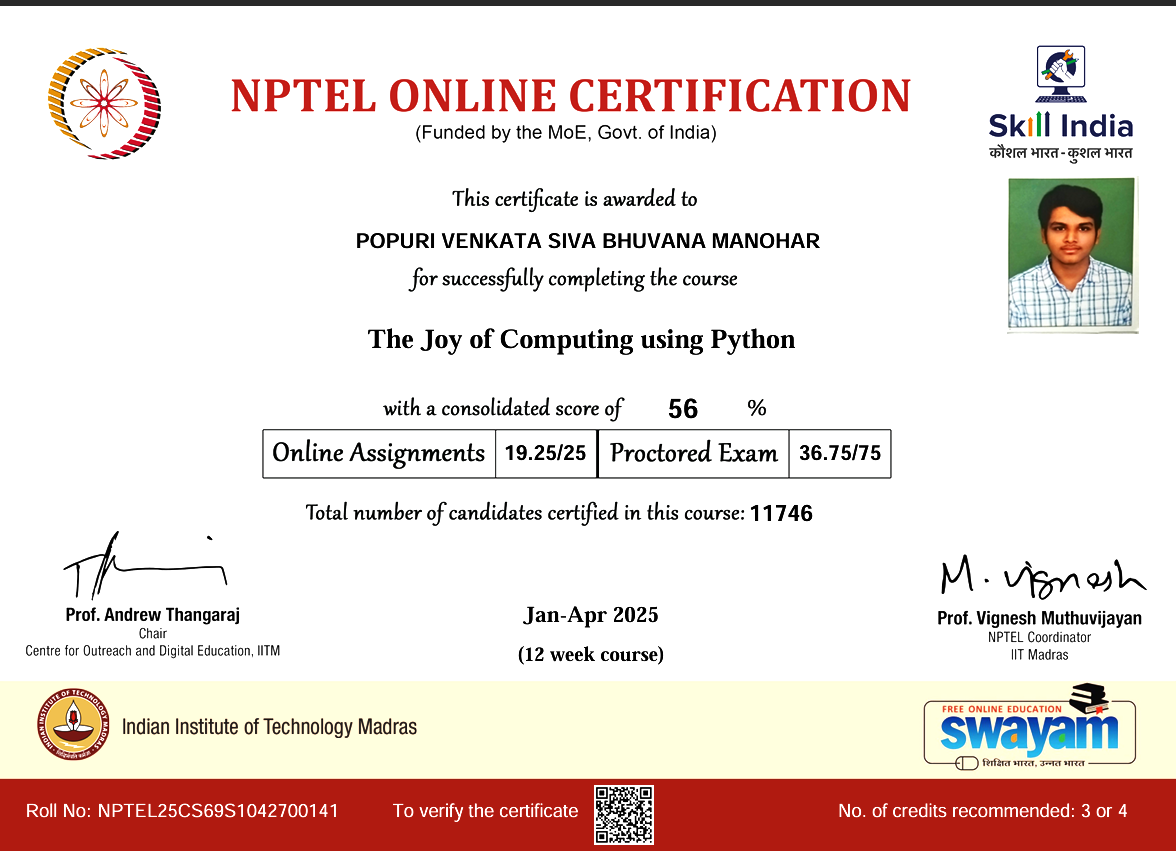 NPTEL ONLINE CERTIFICATION
(Funded by the MoE, Govt. of India)
Skill India
कौशल भारत - कुशल भारत
This certificate is awarded to
POPURI VENKATA SIVA BHUVANA MANOHAR
for successfully completing the course
The Joy of Computing using Python
with a consolidated score of 56 %
Online Assignments 19.25/25 Proctored Exam 36.75/75
Total number of candidates certified in this course: 11746
M. Vignesh
Prof. Andrew Thangaraj
Chair
Centre for Outreach and Digital Education, IITM
Jan-Apr 2025
(12 week course)
Prof. Vignesh Muthuvijayan
NPTEL Coordinator
IIT Madras
INDIAN INSTITUTE OF TECHNOLOGY MADRAS
Indian Institute of Technology Madras
FREE ONLINE EDUCATION
swayam
शिक्षित भारत, उन्नत भारत
Roll No: NPTEL25CS69S1042700141
To verify the certificate
No. of credits recommended: 3 or 4